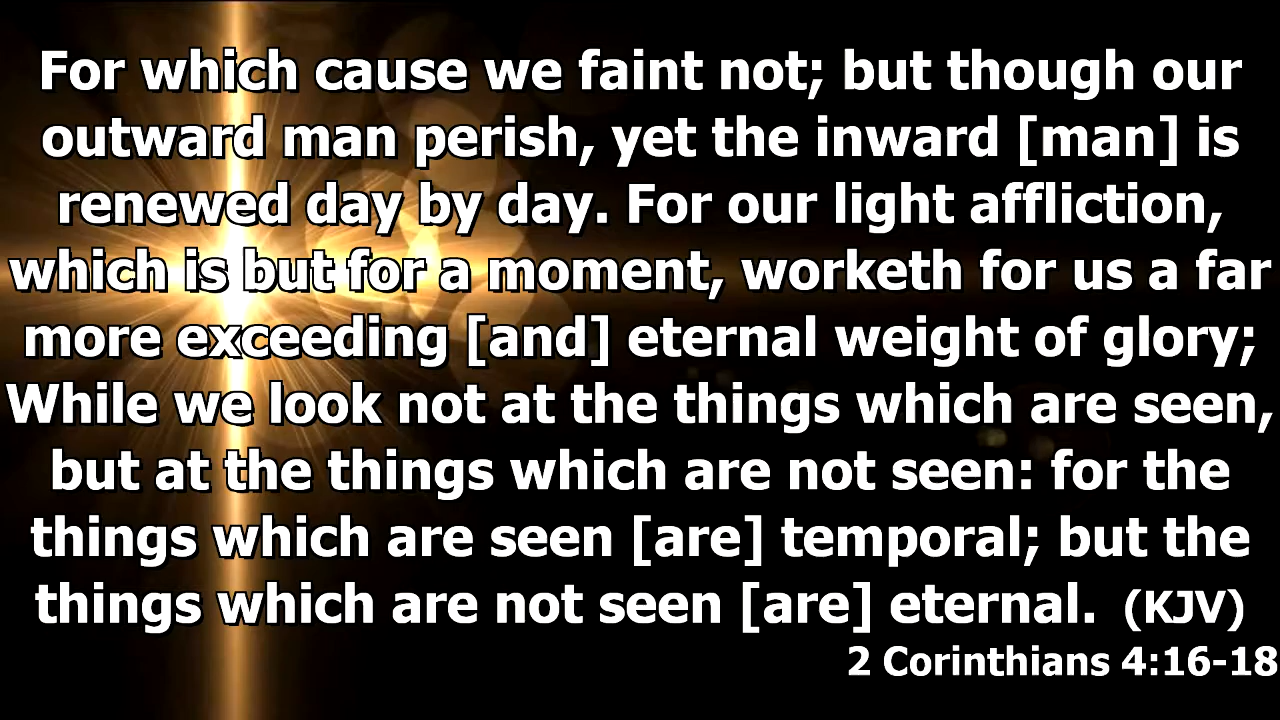 For which cause we faint not; but though our
outward man perish, yet the inward [man] is
renewed day by day. For our light affliction,
which is but for a moment, worketh for us a far
more exceeding [and] eternal weight of glory;
While we look not at the things which are seen,
but at the things which are not seen: for the
things which are seen [are] temporal; but the
things which are not seen [are] eternal. (KJV)
2 Corinthians 4:16-18